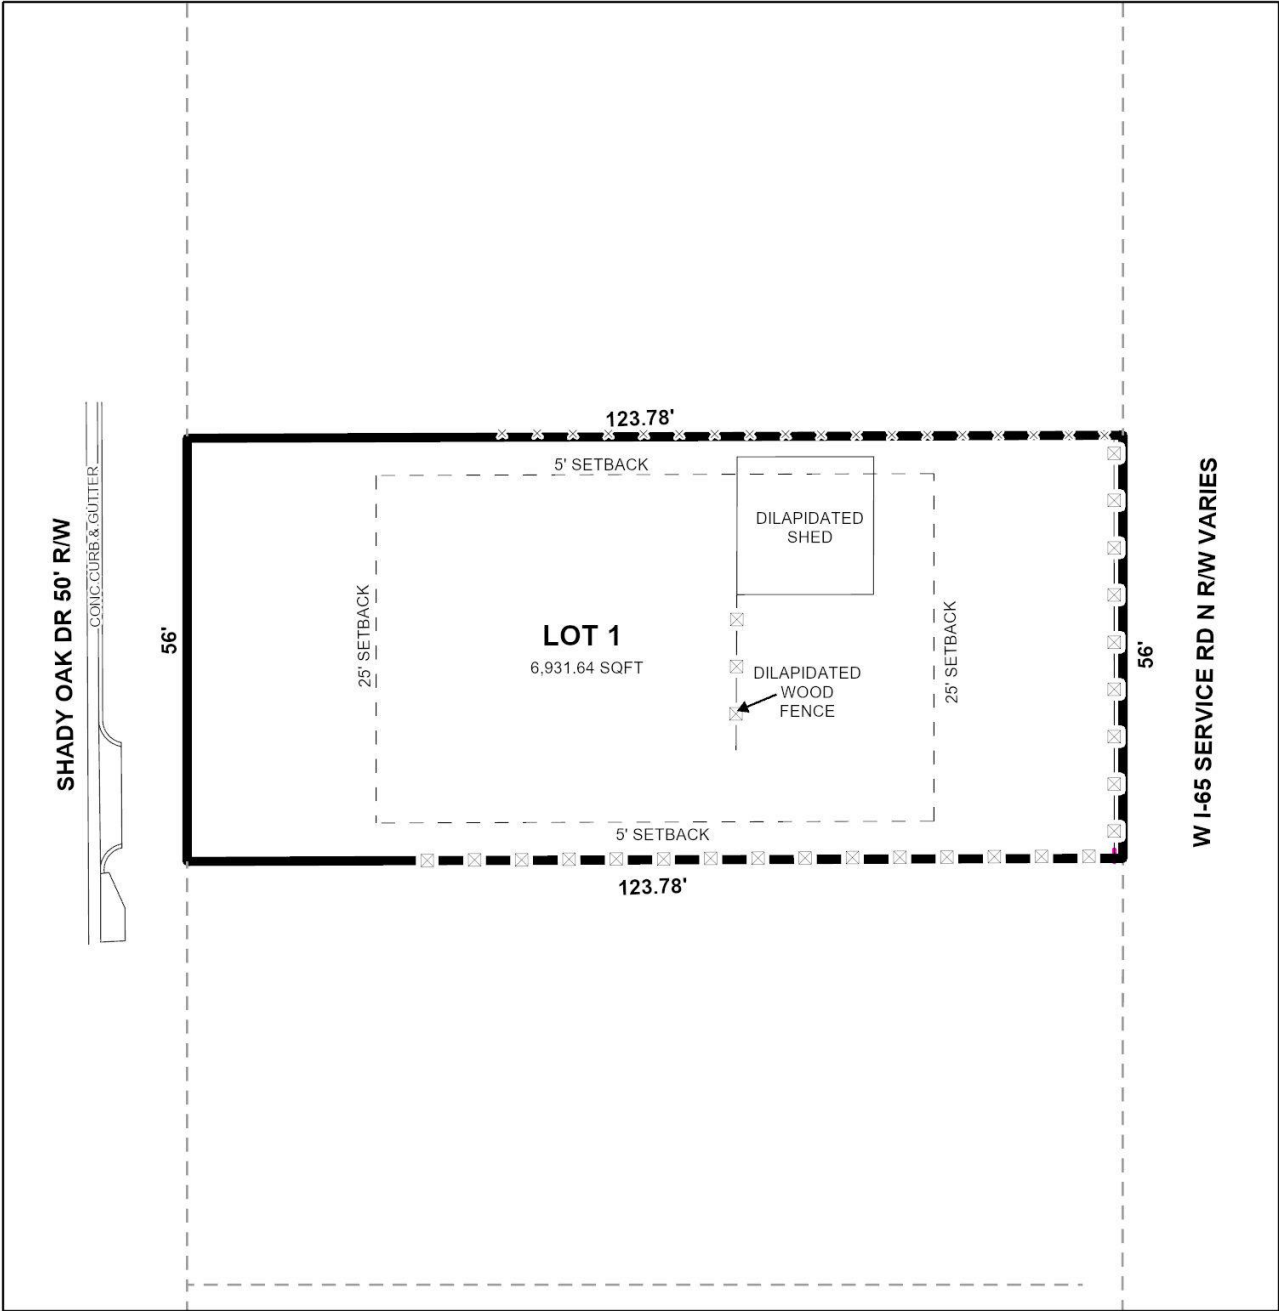 123.78'
5' SETBACK
DILAPIDATED
SHED
SHADY OAK DR 50' R/W
CONC.CURB.& GUTTER
56'
25' SETBACK
LOT 1
6,931.64 SQFT
DILAPIDATED
WOOD
FENCE
25' SETBACK
56'
W I-65 SERVICE RD N R/W VARIES
5' SETBACK
123.78'